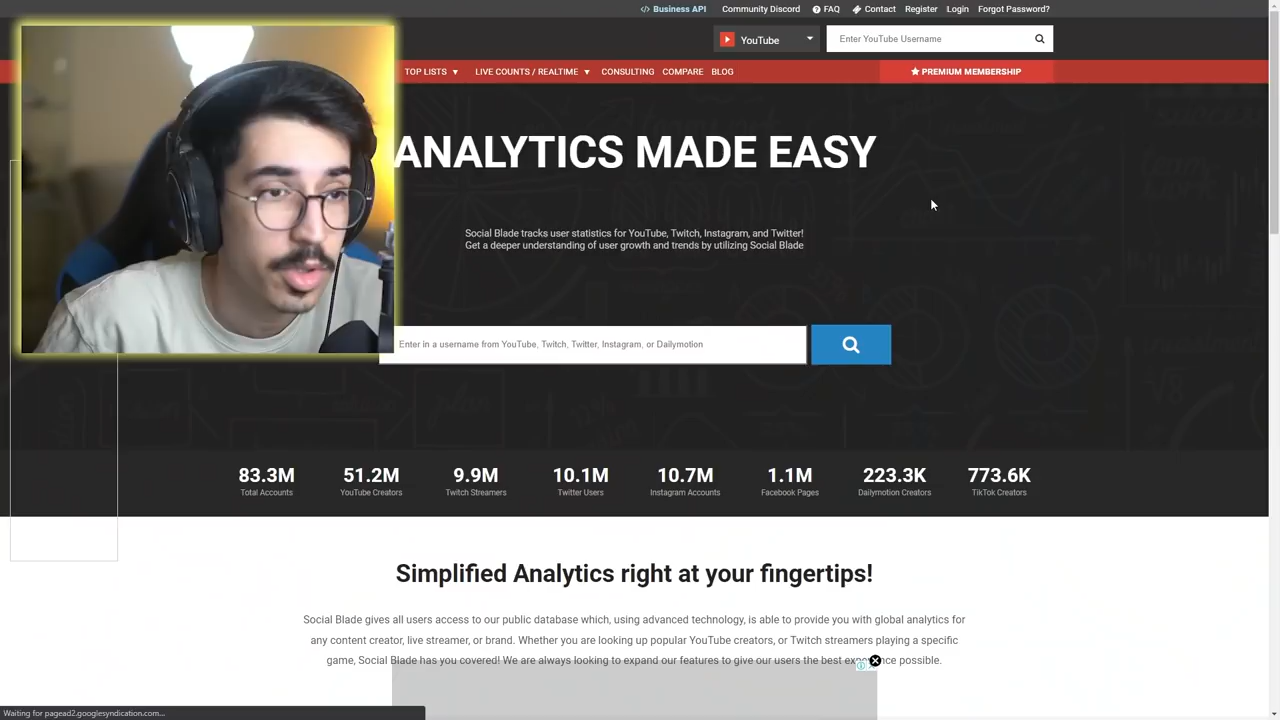 Business API
Community Discord
FAQ
Contact
Register
Login
Forgot Password?
YouTube
Enter YouTube Username
TOP LISTS
LIVE COUNTS / REALTIME
CONSULTING
COMPARE
BLOG
PREMIUM MEMBERSHIP
ANALYTICS MADE EASY
Social Blade tracks user statistics for YouTube, Twitch, Instagram, and Twitter!
Get a deeper understanding of user growth and trends by utilizing Social Blade
Enter in a username from YouTube, Twitch, Twitter, Instagram, or Dailymotion
83.3M
Total Accounts
51.2M
YouTube Creators
9.9M
Twitch Streamers
10.1M
Twitter Users
10.7M
Instagram Accounts
1.1M
Facebook Pages
223.3K
Dailymotion Creators
773.6K
TikTok Creators
Simplified Analytics right at your fingertips!
Social Blade gives all users access to our public database which, using advanced technology, is able to provide you with global analytics for
any content creator, live streamer, or brand. Whether you are looking up popular YouTube creators, or Twitch streamers playing a specific
game, Social Blade has you covered! We are always looking to expand our features to give our users the best experience possible.
Waiting for pagead2.googlesyndication.com...